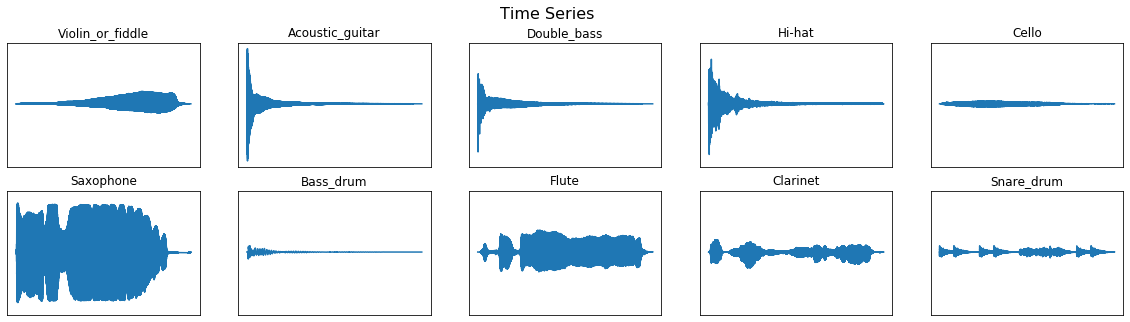 Time Series
Violin_or_fiddle
Acoustic_guitar
Double_bass
Hi-hat
Cello
Saxophone
Bass_drum
Flute
Clarinet
Snare_drum